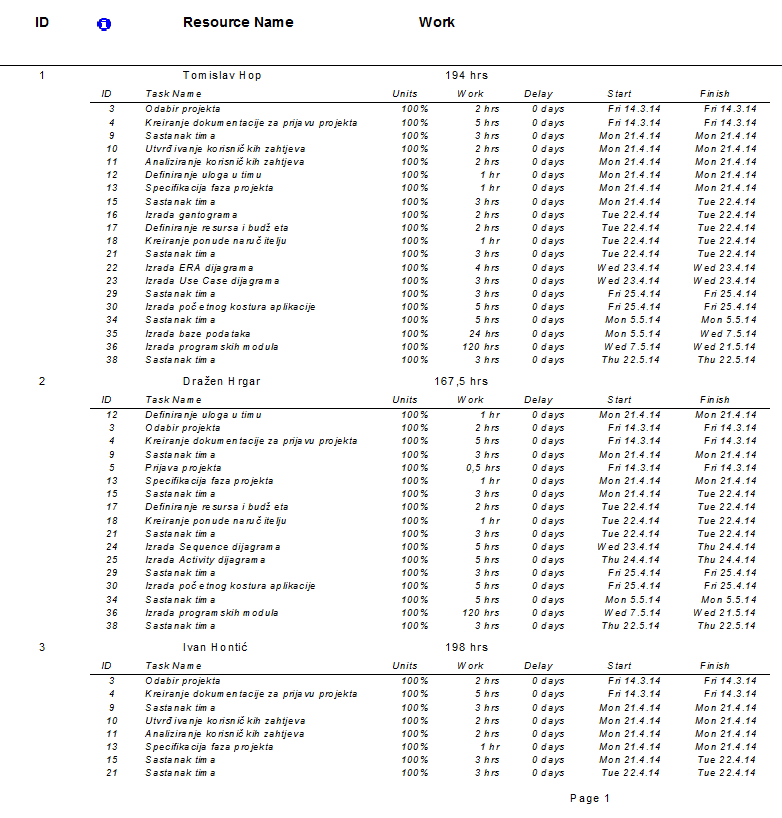 ID Resource Name Work
1 Tomislav Hop 194 hrs
ID Task Name Units Work Delay Start Finish
3 Odabir projekta 100% 2 hrs 0 days Fri 14.3.14 Fri 14.3.14
4 Kreiranje dokumentacije za prijavu projekta 100% 5 hrs 0 days Fri 14.3.14 Fri 14.3.14
9 Sastanak tima 100% 3 hrs 0 days Mon 21.4.14 Mon 21.4.14
10 Utvrđivanje korisničkih zahtjeva 100% 2 hrs 0 days Mon 21.4.14 Mon 21.4.14
11 Analiziranje korisničkih zahtjeva 100% 2 hrs 0 days Mon 21.4.14 Mon 21.4.14
12 Definiranje uloga u timu 100% 1 hr 0 days Mon 21.4.14 Mon 21.4.14
13 Specifikacija faza projekta 100% 1 hr 0 days Mon 21.4.14 Mon 21.4.14
15 Sastanak tima 100% 3 hrs 0 days Mon 21.4.14 Tue 22.4.14
16 Izrada gantograma 100% 2 hrs 0 days Tue 22.4.14 Tue 22.4.14
17 Definiranje resursa i budžeta 100% 2 hrs 0 days Tue 22.4.14 Tue 22.4.14
18 Kreiranje ponude naručitelju 100% 1 hr 0 days Tue 22.4.14 Tue 22.4.14
21 Sastanak tima 100% 3 hrs 0 days Tue 22.4.14 Tue 22.4.14
22 Izrada ERA dijagrama 100% 4 hrs 0 days Wed 23.4.14 Wed 23.4.14
23 Izrada Use Case dijagrama 100% 3 hrs 0 days Wed 23.4.14 Wed 23.4.14
29 Sastanak tima 100% 3 hrs 0 days Fri 25.4.14 Fri 25.4.14
30 Izrada početnog kostura aplikacije 100% 5 hrs 0 days Fri 25.4.14 Fri 25.4.14
34 Sastanak tima 100% 5 hrs 0 days Mon 5.5.14 Mon 5.5.14
35 Izrada baze podataka 100% 24 hrs 0 days Mon 5.5.14 Wed 7.5.14
36 Izrada programskih modula 100% 120 hrs 0 days Wed 7.5.14 Wed 21.5.14
38 Sastanak tima 100% 3 hrs 0 days Thu 22.5.14 Thu 22.5.14
2 Dražen Hrgar 167,5 hrs
ID Task Name Units Work Delay Start Finish
12 Definiranje uloga u timu 100% 1 hr 0 days Mon 21.4.14 Mon 21.4.14
3 Odabir projekta 100% 2 hrs 0 days Fri 14.3.14 Fri 14.3.14
4 Kreiranje dokumentacije za prijavu projekta 100% 5 hrs 0 days Fri 14.3.14 Fri 14.3.14
9 Sastanak tima 100% 3 hrs 0 days Mon 21.4.14 Mon 21.4.14
5 Prijava projekta 100% 0,5 hrs 0 days Fri 14.3.14 Fri 14.3.14
13 Specifikacija faza projekta 100% 1 hr 0 days Mon 21.4.14 Mon 21.4.14
15 Sastanak tima 100% 3 hrs 0 days Mon 21.4.14 Tue 22.4.14
17 Definiranje resursa i budžeta 100% 2 hrs 0 days Tue 22.4.14 Tue 22.4.14
18 Kreiranje ponude naručitelju 100% 1 hr 0 days Tue 22.4.14 Tue 22.4.14
21 Sastanak tima 100% 3 hrs 0 days Tue 22.4.14 Tue 22.4.14
24 Izrada Sequence dijagrama 100% 5 hrs 0 days Wed 23.4.14 Thu 24.4.14
25 Izrada Activity dijagrama 100% 5 hrs 0 days Thu 24.4.14 Thu 24.4.14
29 Sastanak tima 100% 3 hrs 0 days Fri 25.4.14 Fri 25.4.14
30 Izrada početnog kostura aplikacije 100% 5 hrs 0 days Fri 25.4.14 Fri 25.4.14
34 Sastanak tima 100% 5 hrs 0 days Mon 5.5.14 Mon 5.5.14
36 Izrada programskih modula 100% 120 hrs 0 days Wed 7.5.14 Wed 21.5.14
38 Sastanak tima 100% 3 hrs 0 days Thu 22.5.14 Thu 22.5.14
3 Ivan Hontić 198 hrs
ID Task Name Units Work Delay Start Finish
3 Odabir projekta 100% 2 hrs 0 days Fri 14.3.14 Fri 14.3.14
4 Kreiranje dokumentacije za prijavu projekta 100% 5 hrs 0 days Fri 14.3.14 Fri 14.3.14
9 Sastanak tima 100% 3 hrs 0 days Mon 21.4.14 Mon 21.4.14
10 Utvrđivanje korisničkih zahtjeva 100% 2 hrs 0 days Mon 21.4.14 Mon 21.4.14
11 Analiziranje korisničkih zahtjeva 100% 2 hrs 0 days Mon 21.4.14 Mon 21.4.14
13 Specifikacija faza projekta 100% 1 hr 0 days Mon 21.4.14 Mon 21.4.14
15 Sastanak tima 100% 3 hrs 0 days Mon 21.4.14 Tue 22.4.14
21 Sastanak tima 100% 3 hrs 0 days Tue 22.4.14 Tue 22.4.14
Page 1